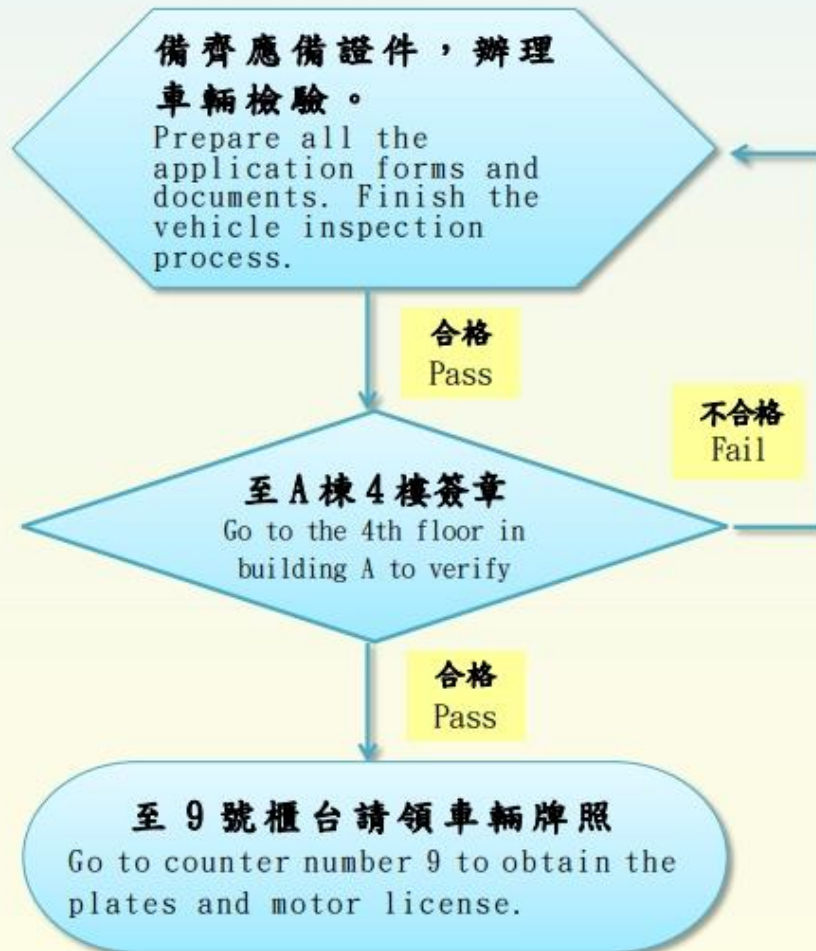 備齊應備證件，辦理
車輛檢驗。
Prepare all the
application forms and
documents. Finish the
vehicle inspection
process.
合格
Pass
不合格
Fail
至A棟4樓簽章
Go to the 4th floor in
building A to verify
合格
Pass
至 9 號櫃台請領車輛牌照
Go to counter number 9 to obtain the
plates and motor license.